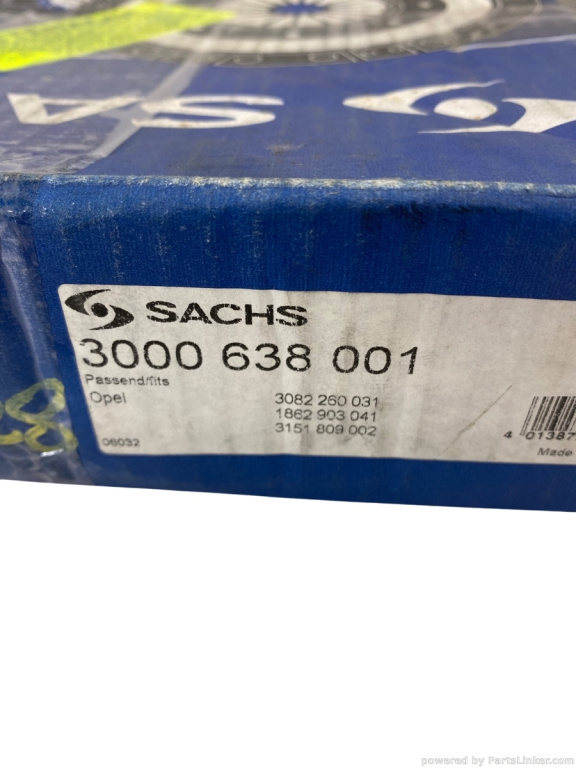 SA
SACHS
3000 638 001
Passend/fits
Opel
3082 260 031
1862 903 041
3151 809 002
06032
4 01387
Made
powered by PartsLinker.com